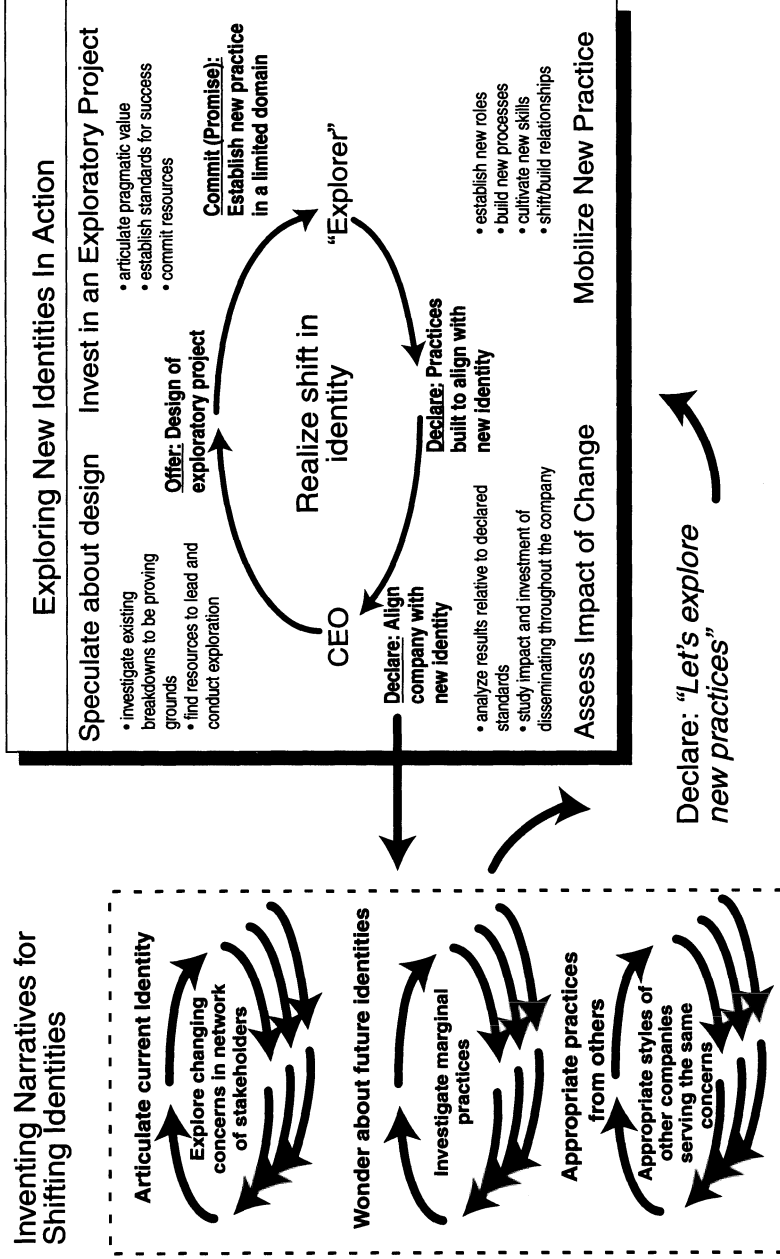 Inventing Narratives for
Shifting Identities
Articulate current Identity
Explore changing
concerns in network
of stakeholders
Wonder about future identities
Investigate marginal
practices
Appropriate practices
from others
Appropriate styles of
other companies
serving the same
concerns
Exploring New Identities In Action
Speculate about design
• investigate existing
breakdowns to be proving
grounds
• find resources to lead and
conduct exploration
Invest in an Exploratory Project
• articulate pragmatic value
• establish standards for success
• commit resources
Offer: Design of
exploratory project
Commit (Promise):
Establish new practice
in a limited domain
CEO
Realize shift in
identity
“Explorer”
Declare: Align
company with
new identity
Declare: Practices
built to align with
new identity
• analyze results relative to declared
standards
• study impact and investment of
disseminating throughout the company
Assess Impact of Change
• establish new roles
• build new processes
• cultivate new skills
• shift/build relationships
Mobilize New Practice
Declare: “Let’s explore
new practices”